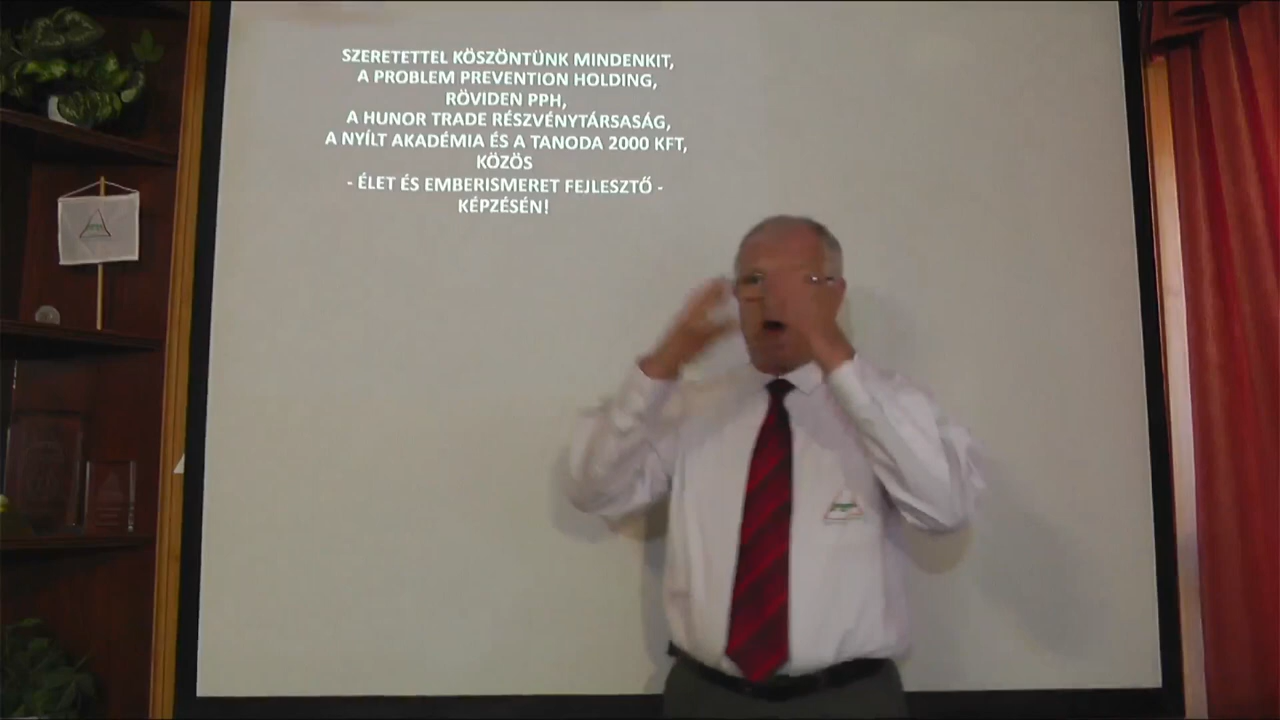 SZERETETTEL KÖSZÖNTÜNK MINDENKIT,
A PROBLEM PREVENTION HOLDING,
RÖVIDEN PPH,
A HUNOR TRADE RÉSZVÉNYTÁRSASÁG,
A NYÍLT AKADÉMIA ÉS A TANODA 2000 KFT,
KÖZÖS
- ÉLET ÉS EMBERISMERET FEJLESZTŐ -
KÉPZÉSÉN!